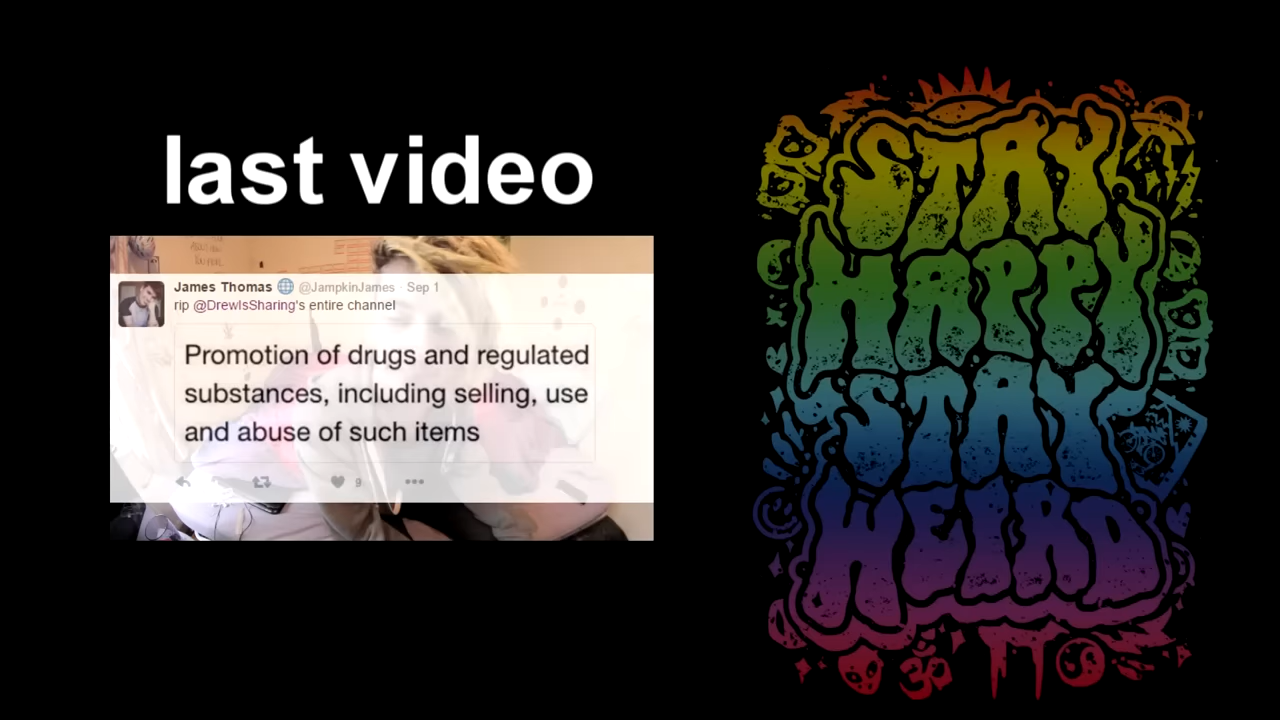 last video
James Thomas @JampkinJames · Sep 1
rip @DrewIsSharing's entire channel
Promotion of drugs and regulated
substances, including selling, use
and abuse of such items
9
STAY
HAPPY
STAY
WEIRD
ॐ